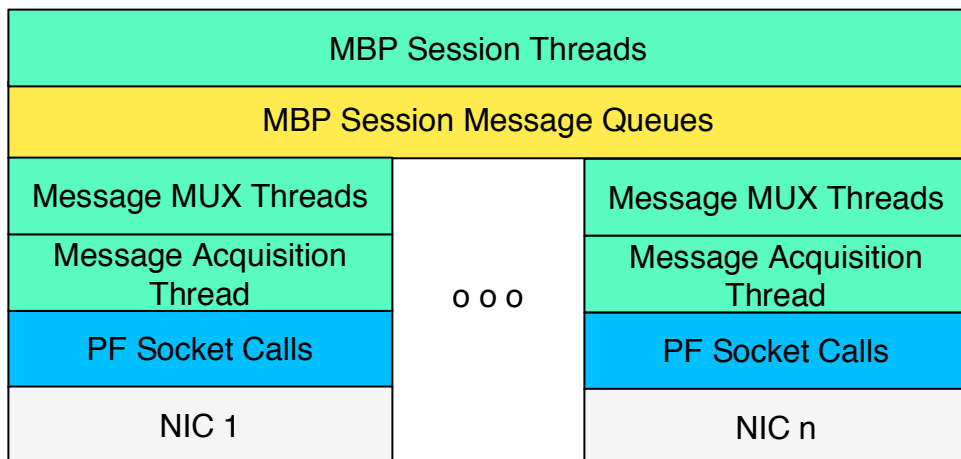 MBP Session Threads
MBP Session Message Queues
Message MUX Threads
Message Acquisition
Thread
PF Socket Calls
NIC 1
o o o
Message MUX Threads
Message Acquisition
Thread
PF Socket Calls
NIC n